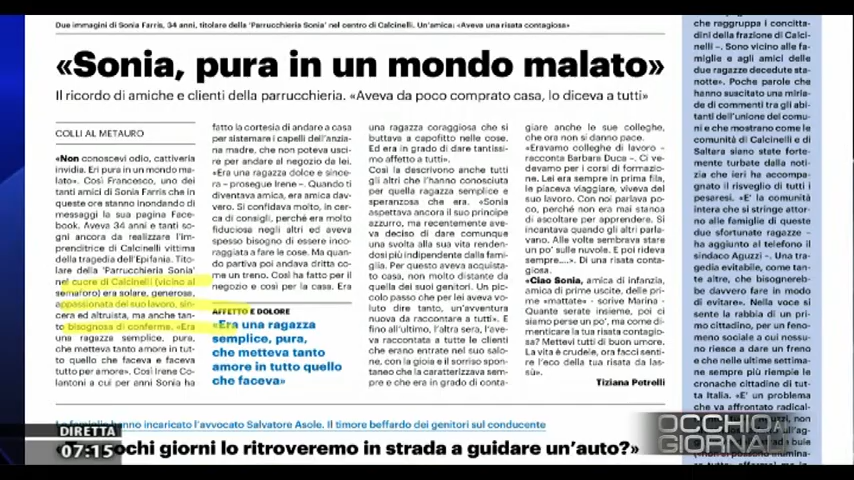 Due immagini di Sonia Farris, 34 anni, titolare della 'Parrucchieria Sonia' nel centro di Calcinelli. Un'amica: «Aveva una risata contagiosa»
«Sonia, pura in un mondo malato»
Il ricordo di amiche e clienti della parrucchieria. «Aveva da poco comprato casa, lo diceva a tutti»
COLLI AL METAURO
«Non conoscevi odio, cattiveria
invidia. Eri pura in un mondo ma-
lato». Così Francesco, uno dei
tanti amici di Sonia Farris che in
queste ore stanno inondando di
messaggi la sua pagina Face-
book. Aveva 34 anni e tanti so-
gni ancora da realizzare l'im-
prenditrice di Calcinelli vittima
della tragedia dell'Epifania. Tito-
lare della 'Parrucchieria Sonia'
nel cuore di Calcinelli (vicino al
semaforo) era solare, generosa,
appassionata del suo lavoro, sin-
cera ed altruista, ma anche tan-
to bisognosa di conferme. «Era
una ragazza semplice, pura,
che metteva tanto amore in tut-
to quello che faceva e faceva
tutto per amore». Così Irene Co-
lantoni a cui per anni Sonia ha
fatto la cortesia di andare a casa
per sistemare i capelli dell'anzia-
na madre, che non poteva usci-
re per andare al negozio da lei.
«Era una ragazza dolce e since-
ra – prosegue Irene –. Quando ti
diventava amica, era amica dav-
vero. Si confidava molto, in cer-
ca di consigli, perché era molto
fiduciosa negli altri ed aveva
spesso bisogno di essere inco-
raggiata a fare le cose. Ma quan-
do partiva poi andava dritta co-
me un treno. Così ha fatto per il
negozio e così per la casa. Era
AFFETTO E DOLORE
«Era una ragazza
semplice, pura,
che metteva tanto
amore in tutto quello
che faceva»
una ragazza coraggiosa che si
buttava a capofitto nelle cose.
Ed era in grado di dare tantissi-
mo affetto a tutti».
Così la descrivono anche tutti
gli altri che l'hanno conosciuta
per quella ragazza semplice e
speranzosa che era. «Sonia
aspettava ancora il suo principe
azzurro, ma recentemente ave-
va deciso di dare comunque
una svolta alla sua vita renden-
dosi più indipendente dalla fami-
glia. Per questo aveva acquista-
to casa, non molto distante da
quella dei suoi genitori. Un pic-
colo passo che per lei aveva vo-
luto dire tanto, un'avventura
nuova da raccontare a tutti». E
fino all'ultimo, l'altra sera, l'ave-
va raccontata a tutte le clienti
che erano entrate nel suo salo-
ne, con la gioia e il sorriso spon-
taneo che la caratterizzava sem-
pre e che era in grado di conta-
giare anche le sue colleghe,
che ora non si danno pace.
«Eravamo colleghe di lavoro –
racconta Barbara Duca –. Ci ve-
devamo per i corsi di formazio-
ne. Lei era sempre in prima fila,
le piaceva viaggiare, viveva del
suo lavoro. Con noi parlava po-
co, perché non era mai stanca
di ascoltare per apprendere. Si
incantava quando gli altri parla-
vano. Alle volte sembrava stare
un po' sulle nuvole. E poi rideva
sempre....». Di una risata conta-
giosa.
«Ciao Sonia, amica di infanzia,
amica di prime uscite, delle pri-
me «mattate» - scrive Marina -
Quante serate insieme, poi ci
siamo perse un po', ma come di-
menticare la tua risata contagio-
sa? Mettevi tutti di buon umore.
La vita è crudele, ora facci senti-
re l'eco della tua risata da las-
sù».
Tiziana Petrelli
che raggruppa i concitta-
dini della frazione di Calci-
nelli –. Sono vicino alle fa-
miglie e agli amici delle
due ragazze decedute sta-
notte». Poche parole che
hanno suscitato una miria-
de di commenti tra gli abi-
tanti dell'unione dei comu-
ni e che mostrano come le
comunità di Calcinelli e di
Saltara siano state forte-
mente turbate dalla noti-
zia che ieri ha accompa-
gnato il risveglio di tutti i
pesaresi. «E' la comunità
intera che si stringe attor-
no alle famiglie di queste
due sfortunate ragazze –
ha aggiunto al telefono il
sindaco Aguzzi –. Una tra-
gedia evitabile, come tan-
te altre, che bisognereb-
be davvero fare in modo
di evitare». Nella voce si
sente la rabbia di un pri-
mo cittadino, per un feno-
meno sociale a cui nessu-
no riesce a dare un freno
e che nelle ultime settima-
ne sempre più riempie le
cronache cittadine di tut-
ta Italia. «E' un problema
che va affrontato radical-
La famiglia hanno incaricato l'avvocato Salvatore Asole. Il timore beffardo dei genitori sul conducente
ochi giorni lo ritroveremo in strada a guidare un'auto?»
DIRETTA
07:15
OCCHIO AI
GIORNALI